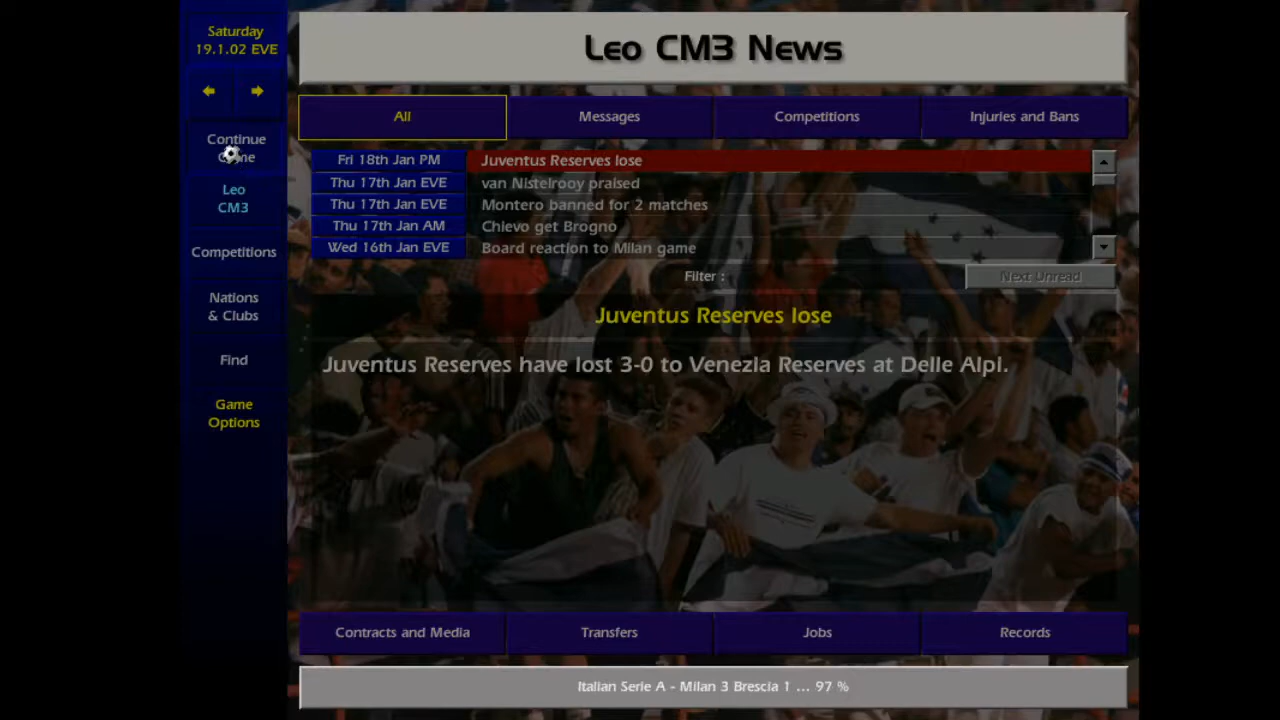 Saturday
19.1.02 EVE
Leo CM3 News
All
Messages
Competitions
Injuries and Bans
Continue
Game
Leo
CM3
Competitions
Nations
& Clubs
Find
Game
Options
Fri 18th Jan PM Juventus Reserves lose
Thu 17th Jan EVE van Nistelrooy praised
Thu 17th Jan EVE Montero banned for 2 matches
Thu 17th Jan AM Chievo get Brogno
Wed 16th Jan EVE Board reaction to Milan game
Filter :
Next Unread
Juventus Reserves lose
Juventus Reserves have lost 3-0 to Venezia Reserves at Delle Alpi.
Contracts and Media
Transfers
Jobs
Records
Italian Serie A - Milan 3 Brescia 1 ... 97 %